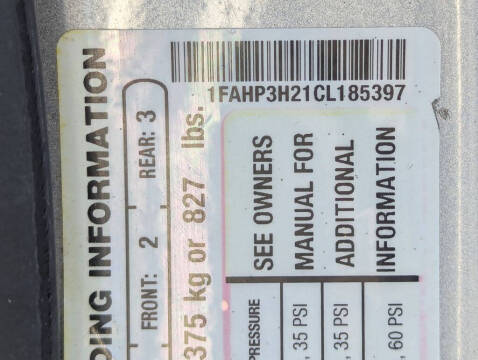 1FAHP3H21CL185397
INFORMATION
FRONT: 2 REAR: 3
375 kg or 827 lbs.
SEE OWNERS
MANUAL FOR
ADDITIONAL
INFORMATION
PRESSURE
, 35 PSI
, 35 PSI
, 60 PSI